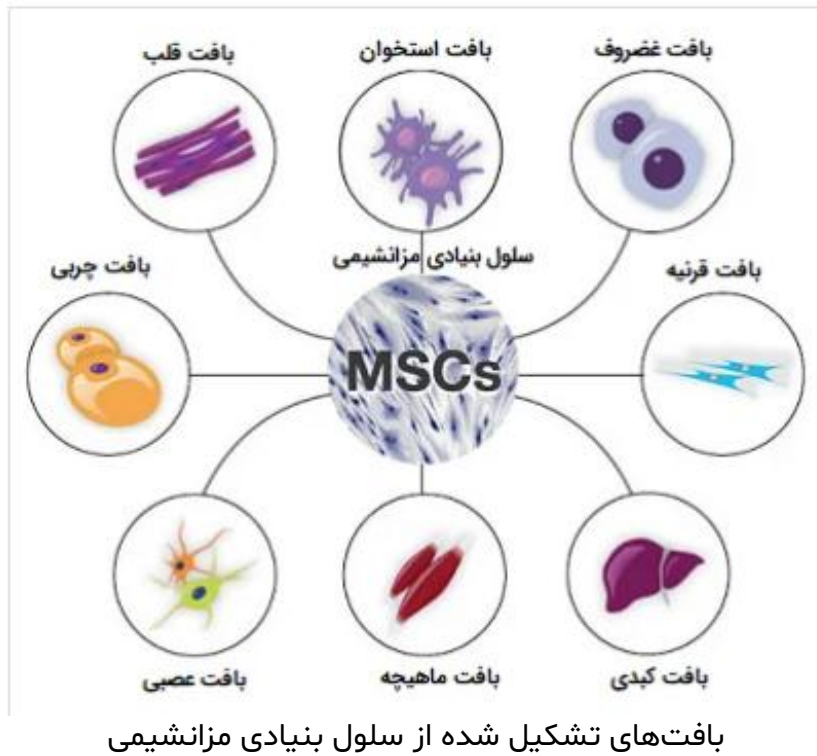 بافت قلب
بافت استخوان
بافت غضروف
سلول بنیادی مزانشیمی
بافت چربی
بافت قرنیه
MSCs
بافت عصبی
بافت ماهیچه
بافت کبدی
بافت‌های تشکیل شده از سلول بنیادی مزانشیمی